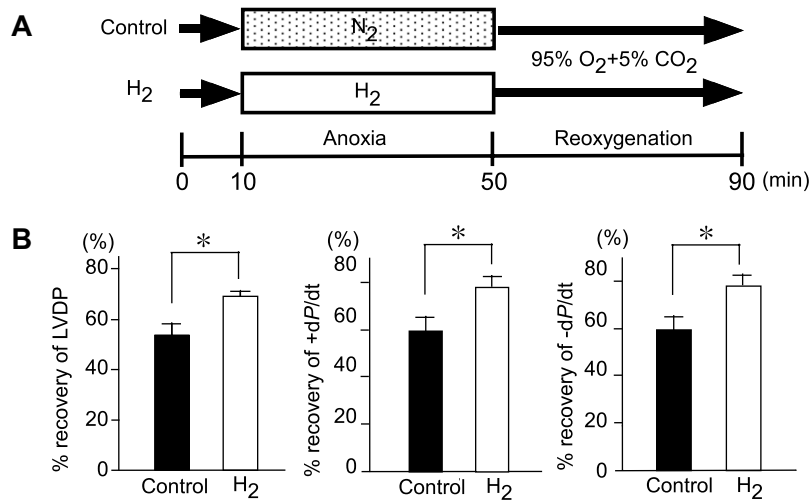 A
Control
N2
95% O2+5% CO2
H2
H2
Anoxia
Reoxygenation
0
10
50
90 (min)
B
(%)
80
60
40
20
0
% recovery of LVDP
*
Control
H2
(%)
80
60
40
20
0
% recovery of +dP/dt
*
Control
H2
(%)
80
60
40
20
0
% recovery of -dP/dt
*
Control
H2